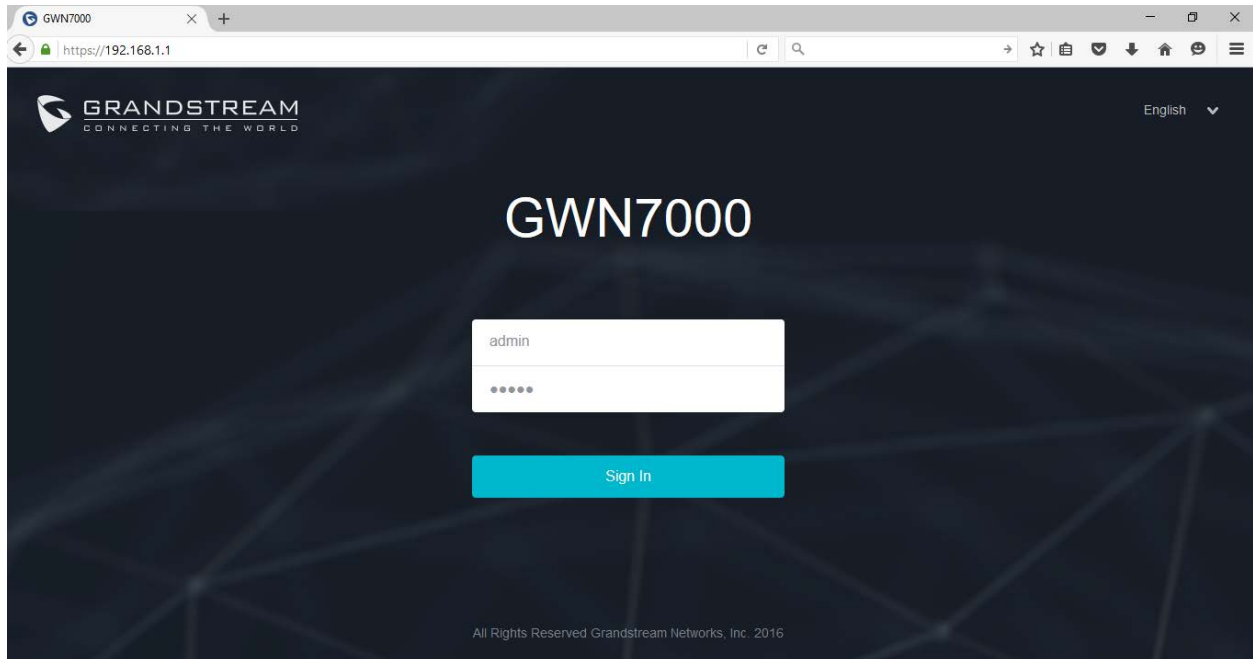 GWN7000
https://192.168.1.1
GRANDSTREAM
CONNECTING THE WORLD
English
GWN7000
admin
●●●●●
Sign In
All Rights Reserved Grandstream Networks, Inc. 2016